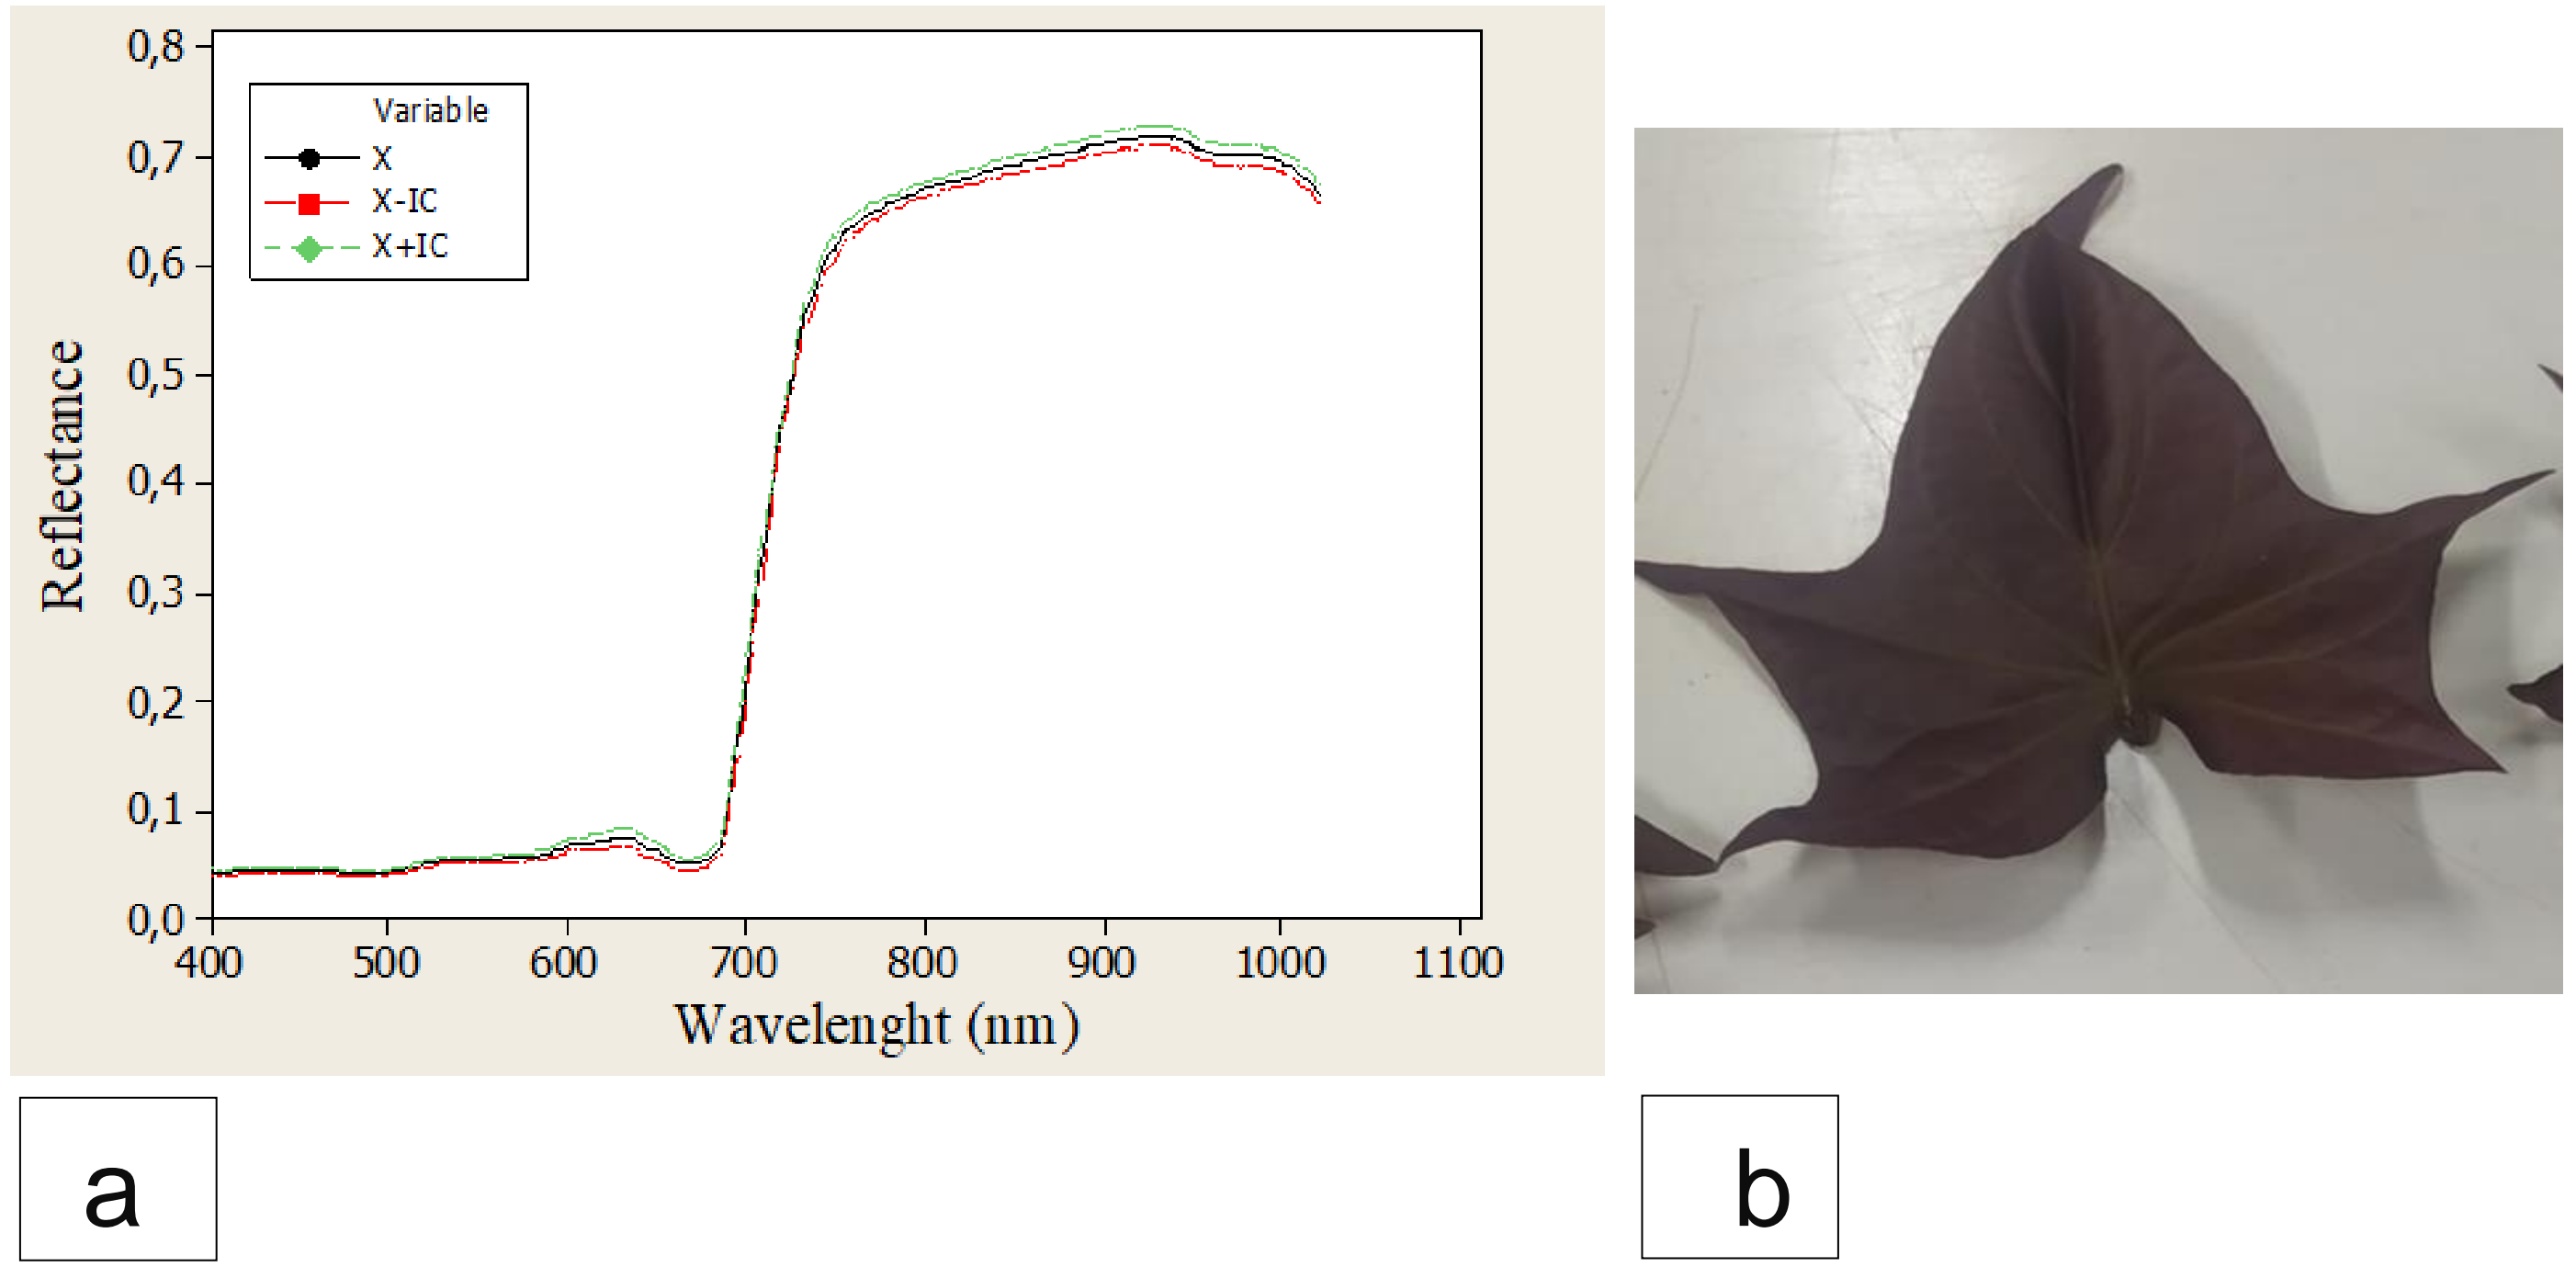 0,8
0,7
0,6
0,5
0,4
0,3
0,2
0,1
0,0
Reflectance
Variable
X
X-IC
X+IC
400 500 600 700 800 900 1000 1100
Wavelenght (nm)
a
b